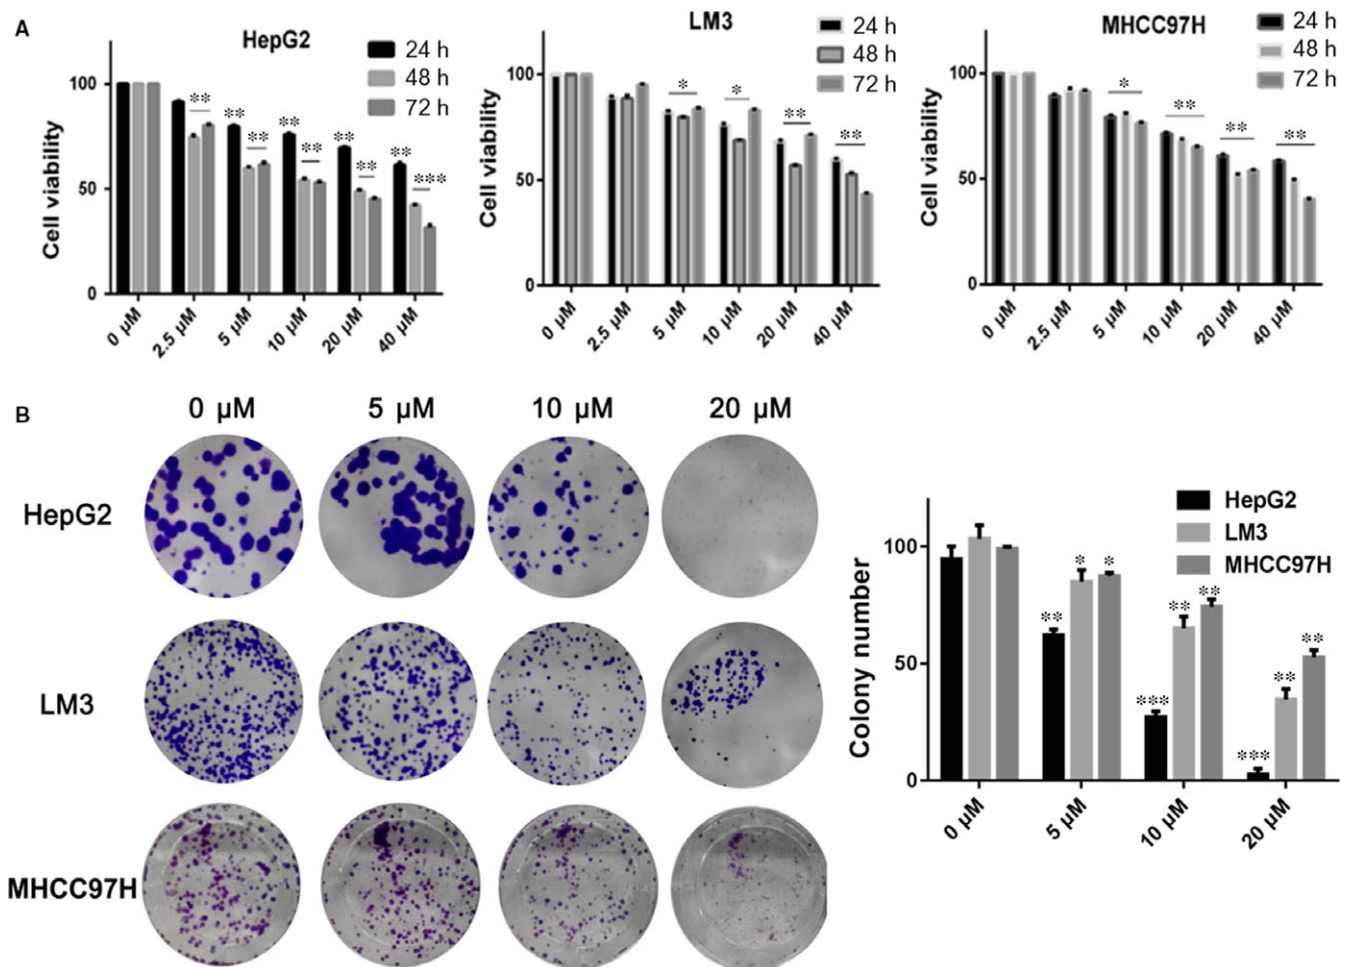 A
HepG2
24 h
48 h
72 h
Cell viability
100
50
0
** ** ** ** ** ** ** ** ** ***
0 µM
2.5 µM
5 µM
10 µM
20 µM
40 µM
LM3
24 h
48 h
72 h
Cell viability
100
50
0
* * ** **
0 µM
2.5 µM
5 µM
10 µM
20 µM
40 µM
MHCC97H
24 h
48 h
72 h
Cell viability
100
50
0
* ** ** **
0 µM
2.5 µM
5 µM
10 µM
20 µM
40 µM
B
0 µM 5 µM 10 µM 20 µM
HepG2
LM3
MHCC97H
HepG2
LM3
MHCC97H
Colony number
100
50
0
** * * *** ** ** *** ** **
0 µM
5 µM
10 µM
20 µM